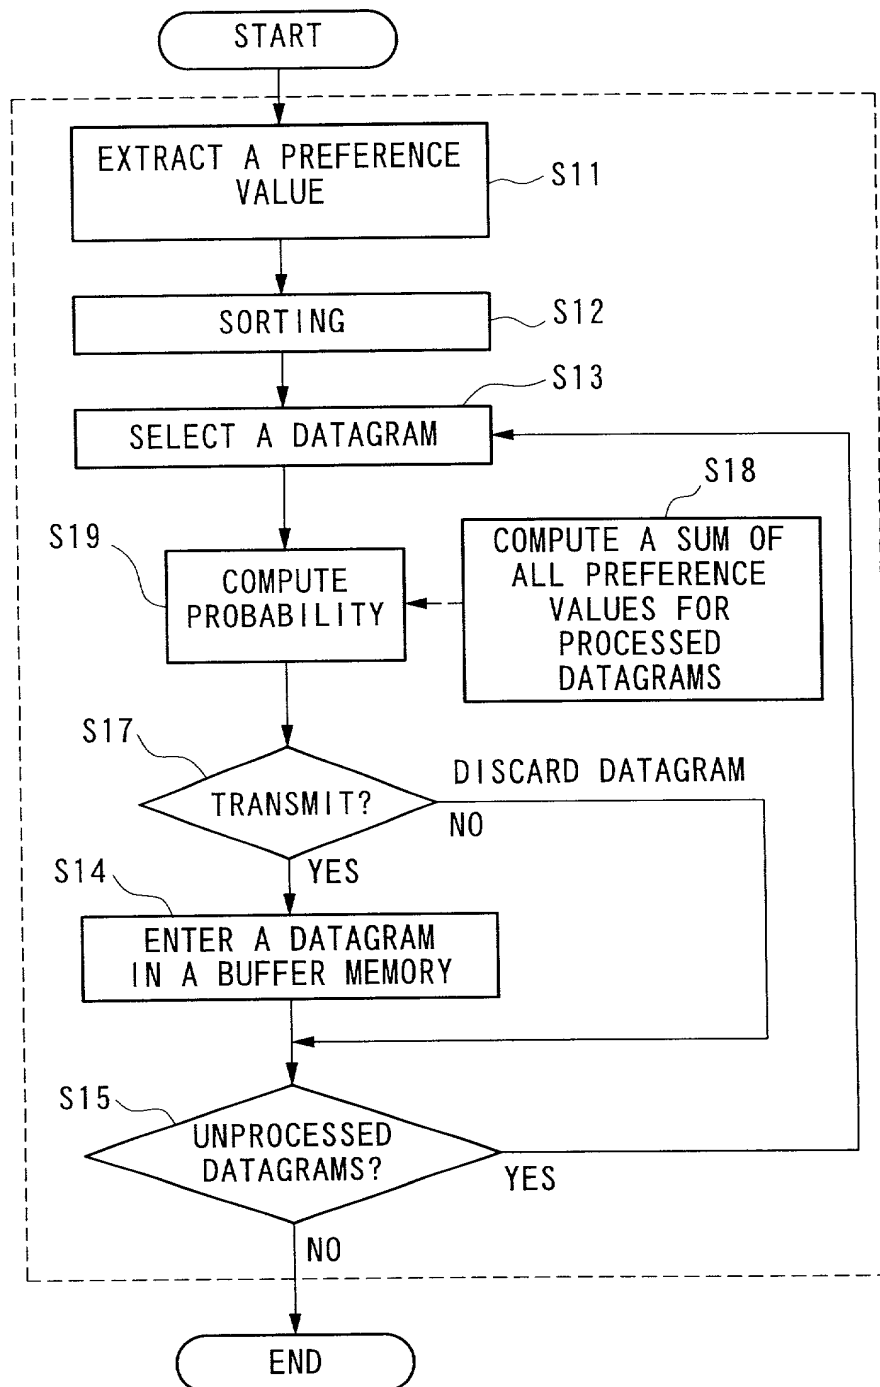 START
EXTRACT A PREFERENCE
VALUE
S11
SORTING
S12
S13
SELECT A DATAGRAM
S18
S19
COMPUTE
PROBABILITY
COMPUTE A SUM OF
ALL PREFERENCE
VALUES FOR
PROCESSED
DATAGRAMS
S17
TRANSMIT?
DISCARD DATAGRAM
NO
YES
S14
ENTER A DATAGRAM
IN A BUFFER MEMORY
S15
UNPROCESSED
DATAGRAMS?
YES
NO
END